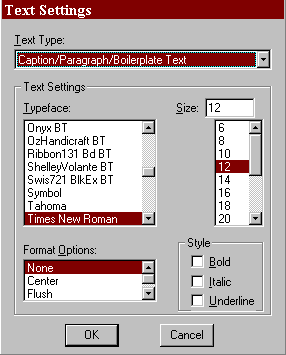 Text Settings
Text Type:
Caption/Paragraph/Boilerplate Text
Text Settings
Typeface:
Onyx BT
OzHandicraft BT
Ribbon131 Bd BT
ShelleyVolante BT
Swis721 BlkEx BT
Symbol
Tahoma
Times New Roman
Size: 12
6
8
10
12
14
16
18
20
Format Options:
None
Center
Flush
Style
Bold
Italic
Underline
OK
Cancel